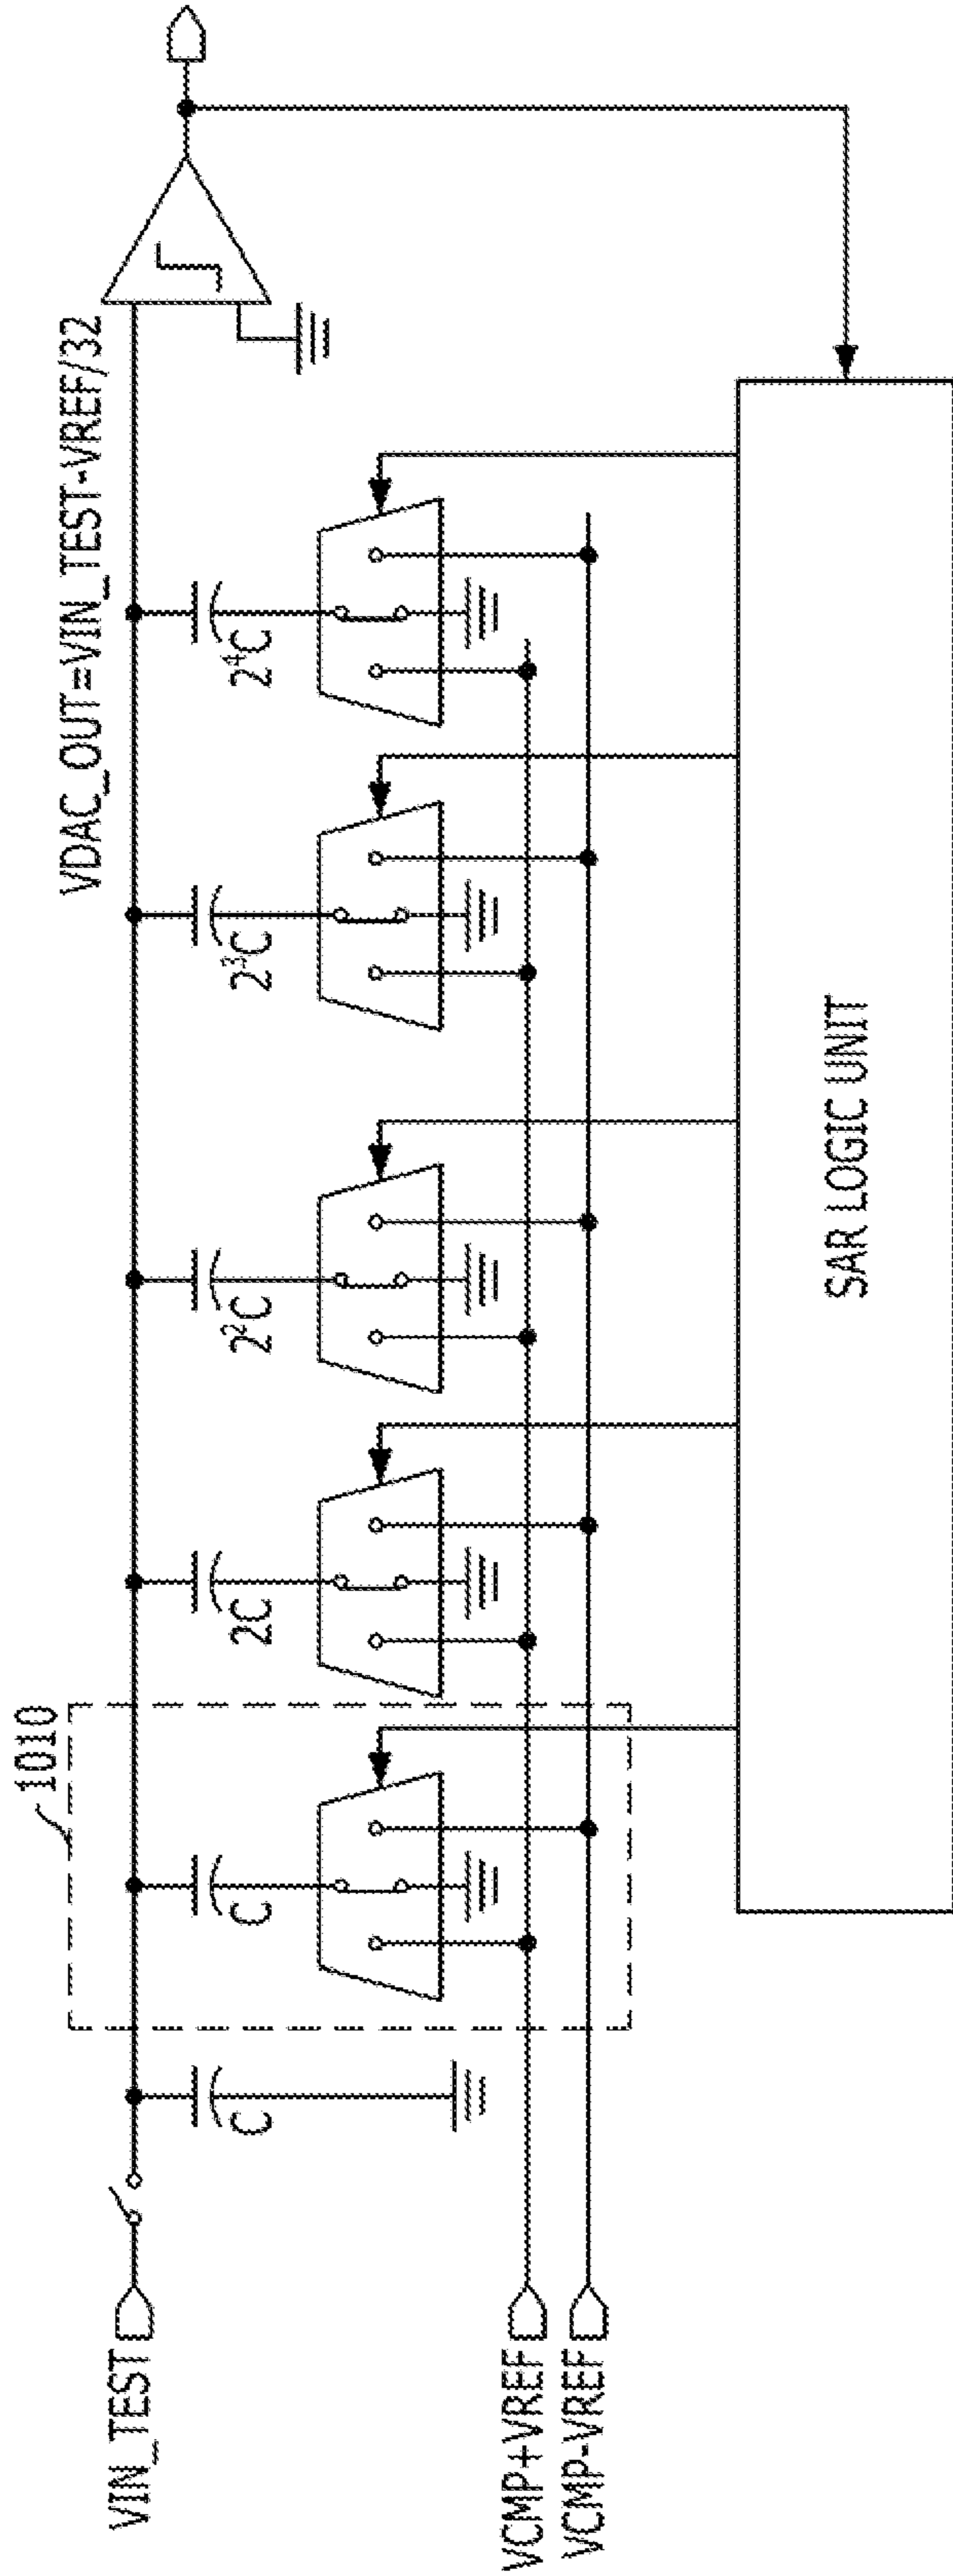 1010
VDAC_OUT=VIN_TEST-VREF/32
VIN_TEST
C
C
2C
2²C
2³C
2⁴C
VCMP+VREF
VCMP-VREF
SAR LOGIC UNIT